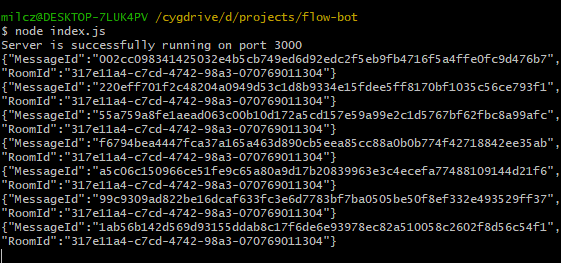 milcz@DESKTOP-7LUK4PV /cygdrive/d/projects/flow-bot
$ node index.js
Server is successfully running on port 3000
{"MessageId":"002cc098341425032e4b5cb749ed6d92edc2f5eb9fb4716f5a4ffe0fc9d476b7",
"RoomId":"317e11a4-c7cd-4742-98a3-070769011304"}
{"MessageId":"220eff701f2c48204a0949d53c1d8b9334e15fdee5ff8170bf1035c56ce793f1",
"RoomId":"317e11a4-c7cd-4742-98a3-070769011304"}
{"MessageId":"55a759a8fe1aead063c00b10d172a5cd157e59a99e2c1d5767bf62fbc8a99afc",
"RoomId":"317e11a4-c7cd-4742-98a3-070769011304"}
{"MessageId":"f6794bea4447fca37a165a463d890cb5eea85cc88a0b0b774f42718842ee35ab",
"RoomId":"317e11a4-c7cd-4742-98a3-070769011304"}
{"MessageId":"a5c06c150966ce51fe9c65a80a9d17b20839963e3c4ecefa77488109144d21f6",
"RoomId":"317e11a4-c7cd-4742-98a3-070769011304"}
{"MessageId":"99c9309ad822be16dcaf633fc3e6d7783bf7ba0505be50f8ef332e493529ff37",
"RoomId":"317e11a4-c7cd-4742-98a3-070769011304"}
{"MessageId":"1ab56b142d569d93155ddab8c17f6de6e93978ec82a510058c2602f8d56c54f1",
"RoomId":"317e11a4-c7cd-4742-98a3-070769011304"}